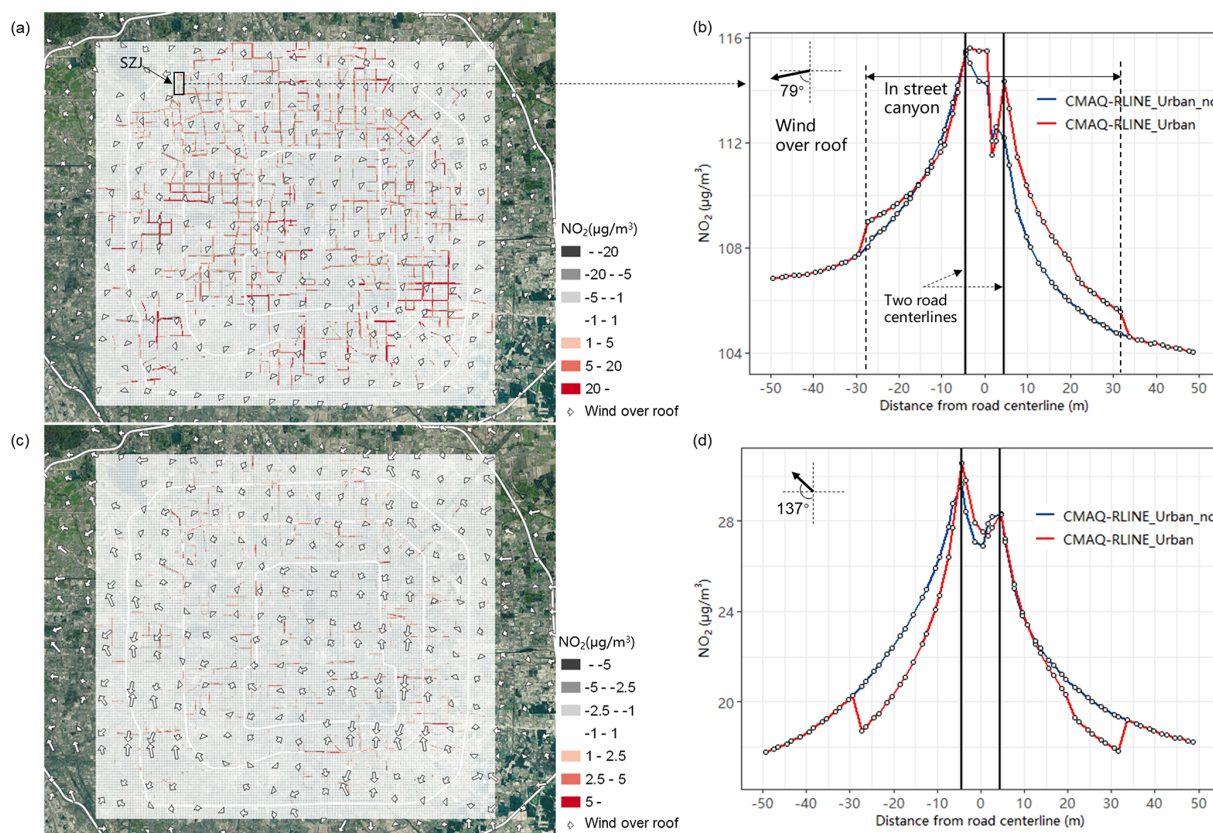 (a)
SZJ
NO₂(μg/m³)
- -20
-20 - -5
-5 - -1
-1 - 1
1 - 5
5 - 20
20 -
Wind over roof
(b)
116
112
108
104
NO₂ (μg/m³)
79°
Wind
over roof
In street
canyon
CMAQ-RLINE_Urban_no
CMAQ-RLINE_Urban
Two road
centerlines
-50 -40 -30 -20 -10 0 10 20 30 40 50
Distance from road centerline (m)
(c)
NO₂(μg/m³)
- -5
-5 - -2.5
-2.5 - -1
-1 - 1
1 - 2.5
2.5 - 5
5 -
Wind over roof
(d)
28
24
20
NO₂ (μg/m³)
137°
CMAQ-RLINE_Urban_no
CMAQ-RLINE_Urban
-50 -40 -30 -20 -10 0 10 20 30 40 50
Distance from road centerline (m)